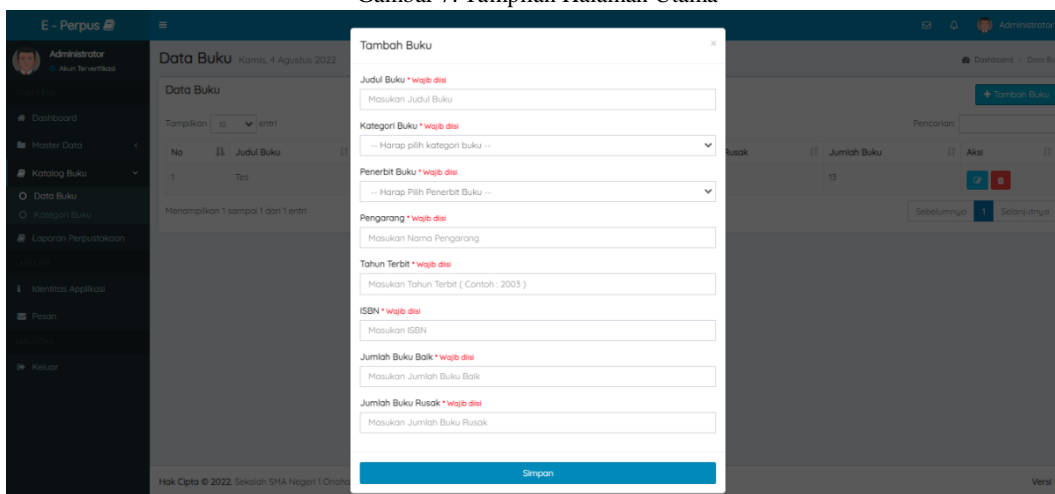 Gambar 7. Tampilan Halaman Utama
E - Perpus
Administrator
Administrator
Akun Terverifikasi
Data Buku Kamis, 4 Agustus 2022
Dashboard > Data Bu
Dashboard
Master Data
Katalog Buku
Data Buku
Kategori Buku
Laporan Perpustakaan
Identitas Applikasi
Pesan
Keluar
Data Buku
+ Tambah Buku
Tampilkan 10 entri
Pencarian:
No Judul Buku Rusak Jumlah Buku Aksi
1 Tes 13
Menampilkan 1 sampai 1 dari 1 entri
Sebelumnya 1 Selanjutnya
Tambah Buku ×
Judul Buku * Wajib diisi
Masukan Judul Buku
Kategori Buku * Wajib diisi
-- Harap pilih kategori buku --
Penerbit Buku * Wajib diisi
-- Harap Pilih Penerbit Buku --
Pengarang * Wajib diisi
Masukan Nama Pengarang
Tahun Terbit * Wajib diisi
Masukan Tahun Terbit ( Contoh : 2003 )
ISBN * Wajib diisi
Masukan ISBN
Jumlah Buku Baik * Wajib diisi
Masukan Jumlah Buku Baik
Jumlah Buku Rusak * Wajib diisi
Masukan Jumlah Buku Rusak
Simpan
Hak Cipta © 2022. Sekolah SMA Negeri 1 Onoha
Versi